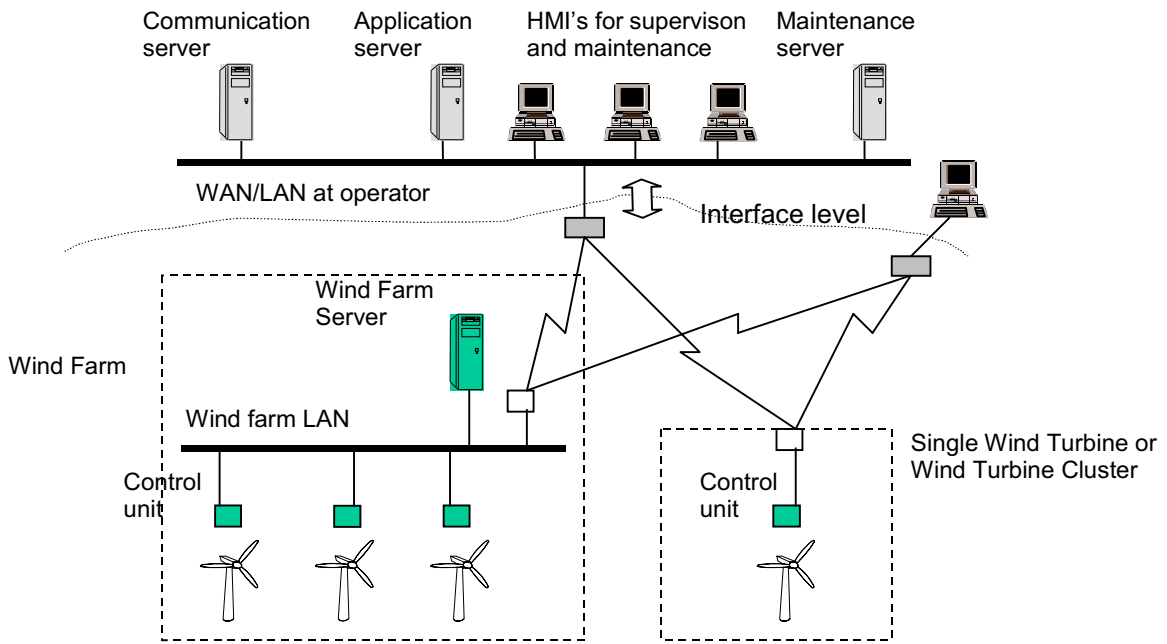 Communication
server
Application
server
HMI's for supervison
and maintenance
Maintenance
server
WAN/LAN at operator
Interface level
Wind Farm
Server
Wind Farm
Wind farm LAN
Control
unit
Control
unit
Single Wind Turbine or
Wind Turbine Cluster